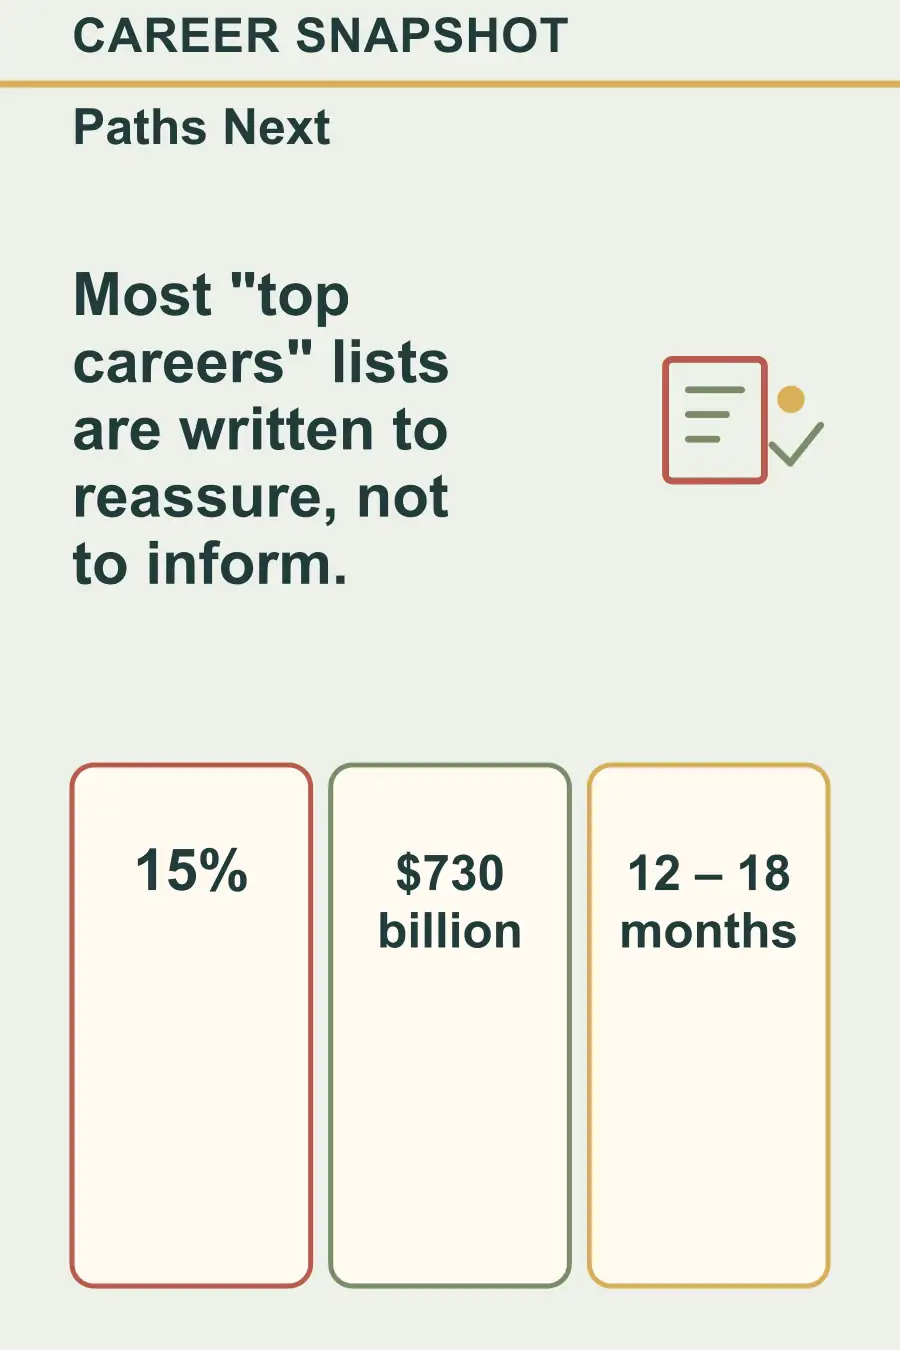 CAREER SNAPSHOT
Paths Next
Most "top
careers" lists
are written to
reassure, not
to inform.
15%
$730
billion
12 – 18
months